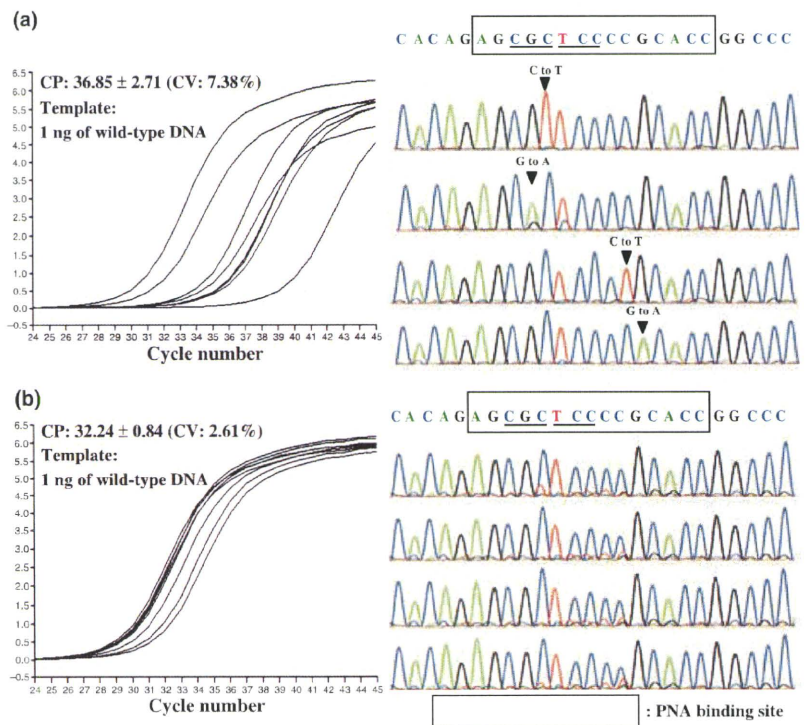 (a)
CP: 36.85 ± 2.71 (CV: 7.38%)
Template:
1 ng of wild-type DNA
6.5
6.0
5.5
5.0
4.5
4.0
3.5
3.0
2.5
2.0
1.5
1.0
0.5
0.0
−0.5
24 25 26 27 28 29 30 31 32 33 34 35 36 37 38 39 40 41 42 43 44 45
Cycle number
C A C A G A G C G C T C C C C G C A C C G G C C C
C to T
G to A
C to T
G to A
(b)
CP: 32.24 ± 0.84 (CV: 2.61%)
Template:
1 ng of wild-type DNA
6.5
6.0
5.5
5.0
4.5
4.0
3.5
3.0
2.5
2.0
1.5
1.0
0.5
0.0
−0.5
24 25 26 27 28 29 30 31 32 33 34 35 36 37 38 39 40 41 42 43 44 45
Cycle number
C A C A G A G C G C T C C C C G C A C C G G C C C
: PNA binding site